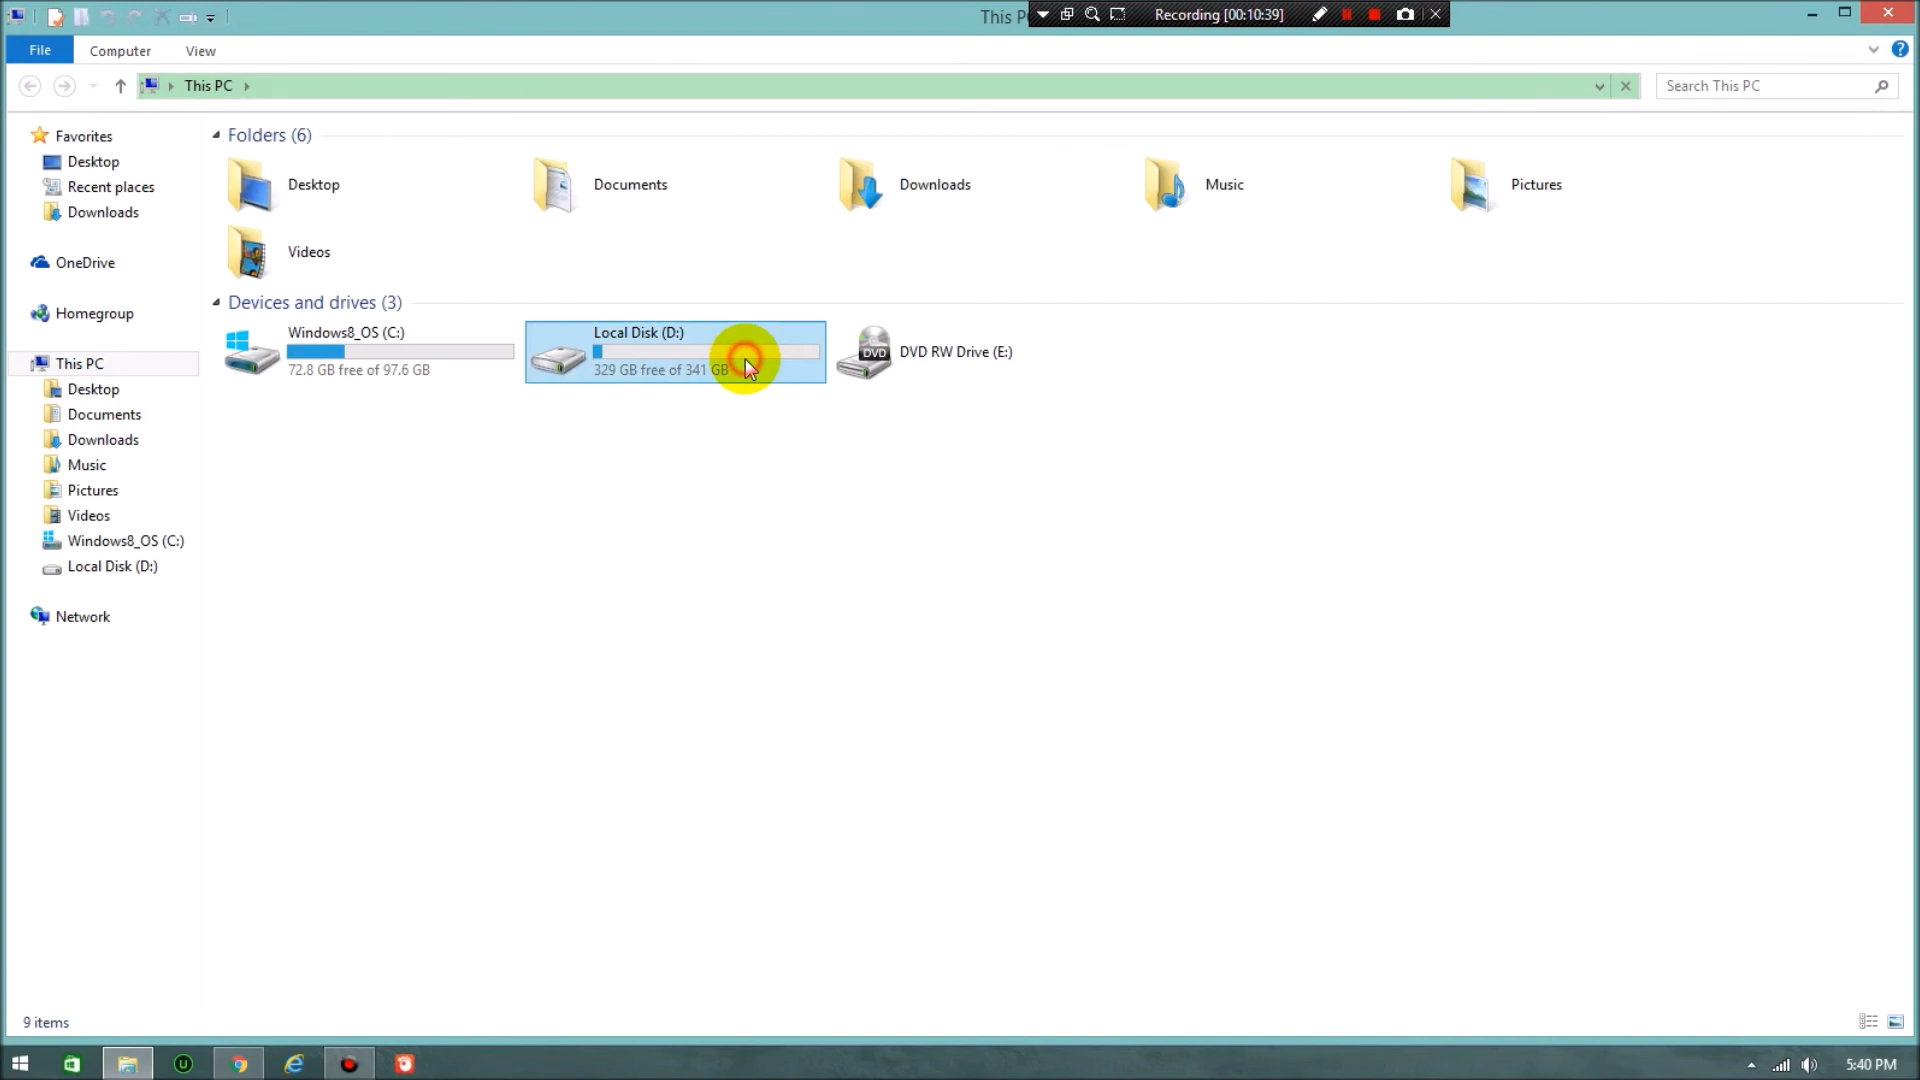 This P
Recording [00:10:39]
File
Computer
View
This PC
Search This PC
Favorites
Desktop
Recent places
Downloads
OneDrive
Homegroup
This PC
Desktop
Documents
Downloads
Music
Pictures
Videos
Windows8_OS (C:)
Local Disk (D:)
Network
Folders (6)
Desktop
Documents
Downloads
Music
Pictures
Videos
Devices and drives (3)
Windows8_OS (C:)
72.8 GB free of 97.6 GB
Local Disk (D:)
329 GB free of 341 GB
DVD
DVD RW Drive (E:)
9 items
5:40 PM